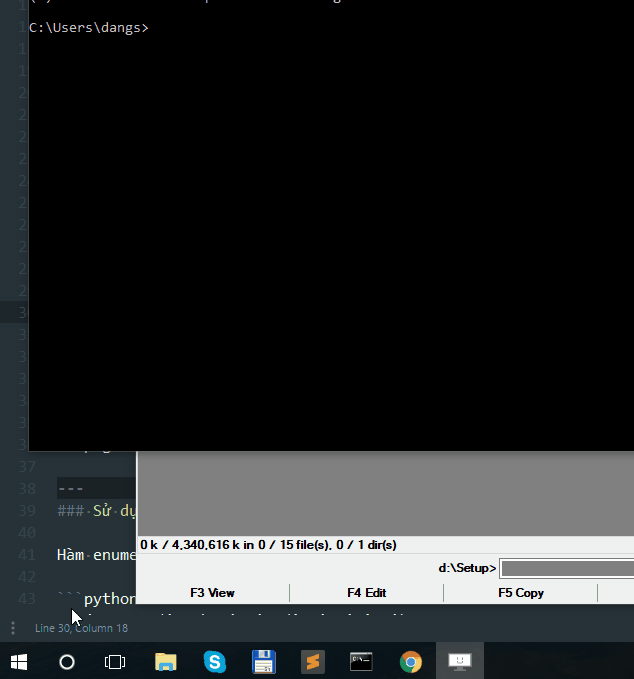 C:\Users\dangs>
37
38 ---
39 ### Sử dụ
40
41 Hàm enume
42
43 ```python
0 k / 4,340,616 k in 0 / 15 file(s), 0 / 1 dir(s)
d:\Setup>
F3 View F4 Edit F5 Copy
Line 30, Column 18